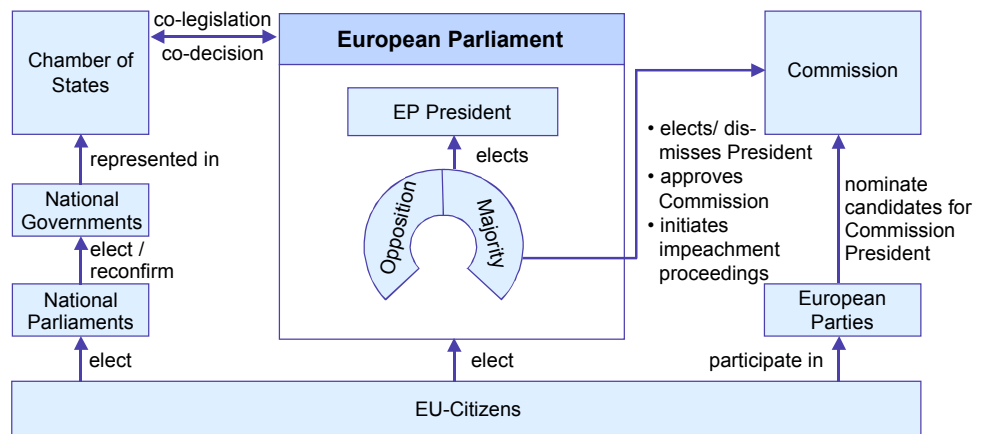 co-legislation
co-decision
Chamber of
States
European Parliament
Commission
EP President
elects
Opposition
Majority
• elects/ dis-
misses President
• approves
Commission
• initiates
impeachment
proceedings
represented in
National
Governments
elect /
reconfirm
National
Parliaments
elect
elect
nominate
candidates for
Commission
President
European
Parties
participate in
EU-Citizens